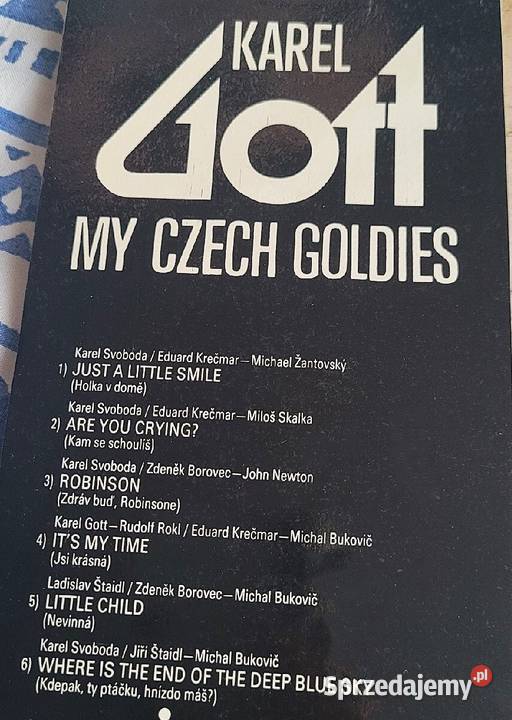 KAREL
Gott
MY CZECH GOLDIES
Karel Svoboda / Eduard Krečmar — Michael Žantovský
1) JUST A LITTLE SMILE
(Holka v domě)
Karel Svoboda / Eduard Krečmar — Miloš Skalka
2) ARE YOU CRYING?
(Kam se schoulíš)
Karel Svoboda / Zdeněk Borovec — John Newton
3) ROBINSON
(Zdráv buď, Robinsone)
Karel Gott — Rudolf Rokl / Eduard Krečmar — Michal Bukovič
4) IT'S MY TIME
(Jsi krásná)
Ladislav Štaidl / Zdeněk Borovec — Michal Bukovič
5) LITTLE CHILD
(Nevinná)
Karel Svoboda / Jiří Štaidl — Michal Bukovič
6) WHERE IS THE END OF THE DEEP BLUE
(Kdepak, ty ptáčku, hnízdo máš?)
Sprzedajemy.pl